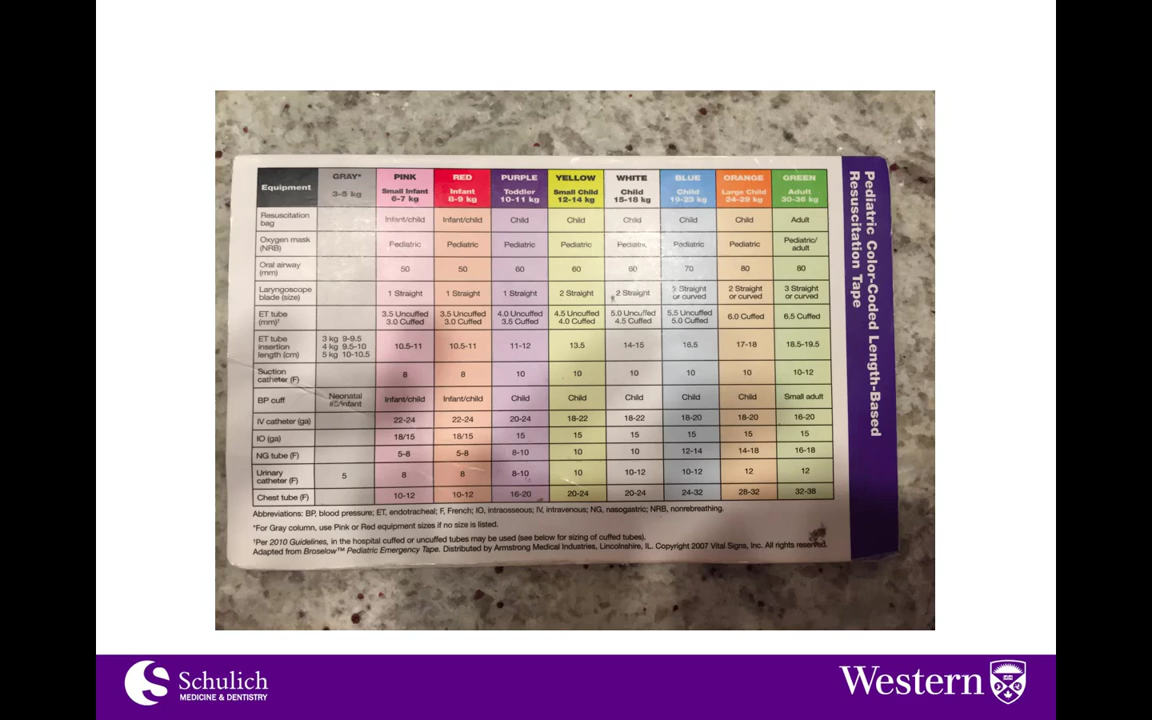 Equipment GRAY* 3-5 kg PINK Small Infant 6-7 kg RED Infant 8-9 kg PURPLE Toddler 10-11 kg YELLOW Small Child 12-14 kg WHITE Child 15-18 kg BLUE Child 19-23 kg ORANGE Large Child 24-29 kg GREEN Adult 30-36 kg
Resuscitation bag Infant/child Infant/child Child Child Child Child Child Adult
Oxygen mask (NRB) Pediatric Pediatric Pediatric Pediatric Pediatric Pediatric Pediatric Pediatric/adult
Oral airway (mm) 50 50 60 60 60 70 80 80
Laryngoscope blade (size) 1 Straight 1 Straight 1 Straight 2 Straight 2 Straight 2 Straight or curved 2 Straight or curved 3 Straight or curved
ET tube (mm)† 3.5 Uncuffed 3.0 Cuffed 3.5 Uncuffed 3.0 Cuffed 4.0 Uncuffed 3.5 Cuffed 4.5 Uncuffed 4.0 Cuffed 5.0 Uncuffed 4.5 Cuffed 5.5 Uncuffed 5.0 Cuffed 6.0 Cuffed 6.5 Cuffed
ET tube insertion length (cm) 3 kg 9-9.5 4 kg 9.5-10 5 kg 10-10.5 10.5-11 10.5-11 11-12 13.5 14-15 16.5 17-18 18.5-19.5
Suction catheter (F) 8 8 10 10 10 10 10 10-12
BP cuff Neonatal #5/infant Infant/child Infant/child Child Child Child Child Child Small adult
IV catheter (ga) 22-24 22-24 20-24 18-22 18-22 18-20 18-20 16-20
IO (ga) 18/15 18/15 15 15 15 15 15 15
NG tube (F) 5-8 5-8 8-10 10 10 12-14 14-18 16-18
Urinary catheter (F) 5 8 8 8-10 10 10-12 10-12 12 12
Chest tube (F) 10-12 10-12 16-20 20-24 20-24 24-32 28-32 32-38
Abbreviations: BP, blood pressure; ET, endotracheal; F, French; IO, intraosseous; IV, intravenous; NG, nasogastric; NRB, nonrebreathing.
*For Gray column, use Pink or Red equipment sizes if no size is listed.
†Per 2010 Guidelines, in the hospital cuffed or uncuffed tubes may be used (see below for sizing of cuffed tubes).
Adapted from Broselow™ Pediatric Emergency Tape. Distributed by Armstrong Medical Industries, Lincolnshire, IL. Copyright 2007 Vital Signs, Inc. All rights reserved.
Pediatric Color-Coded Length-Based
Resuscitation Tape
Schulich
MEDICINE & DENTISTRY
Western